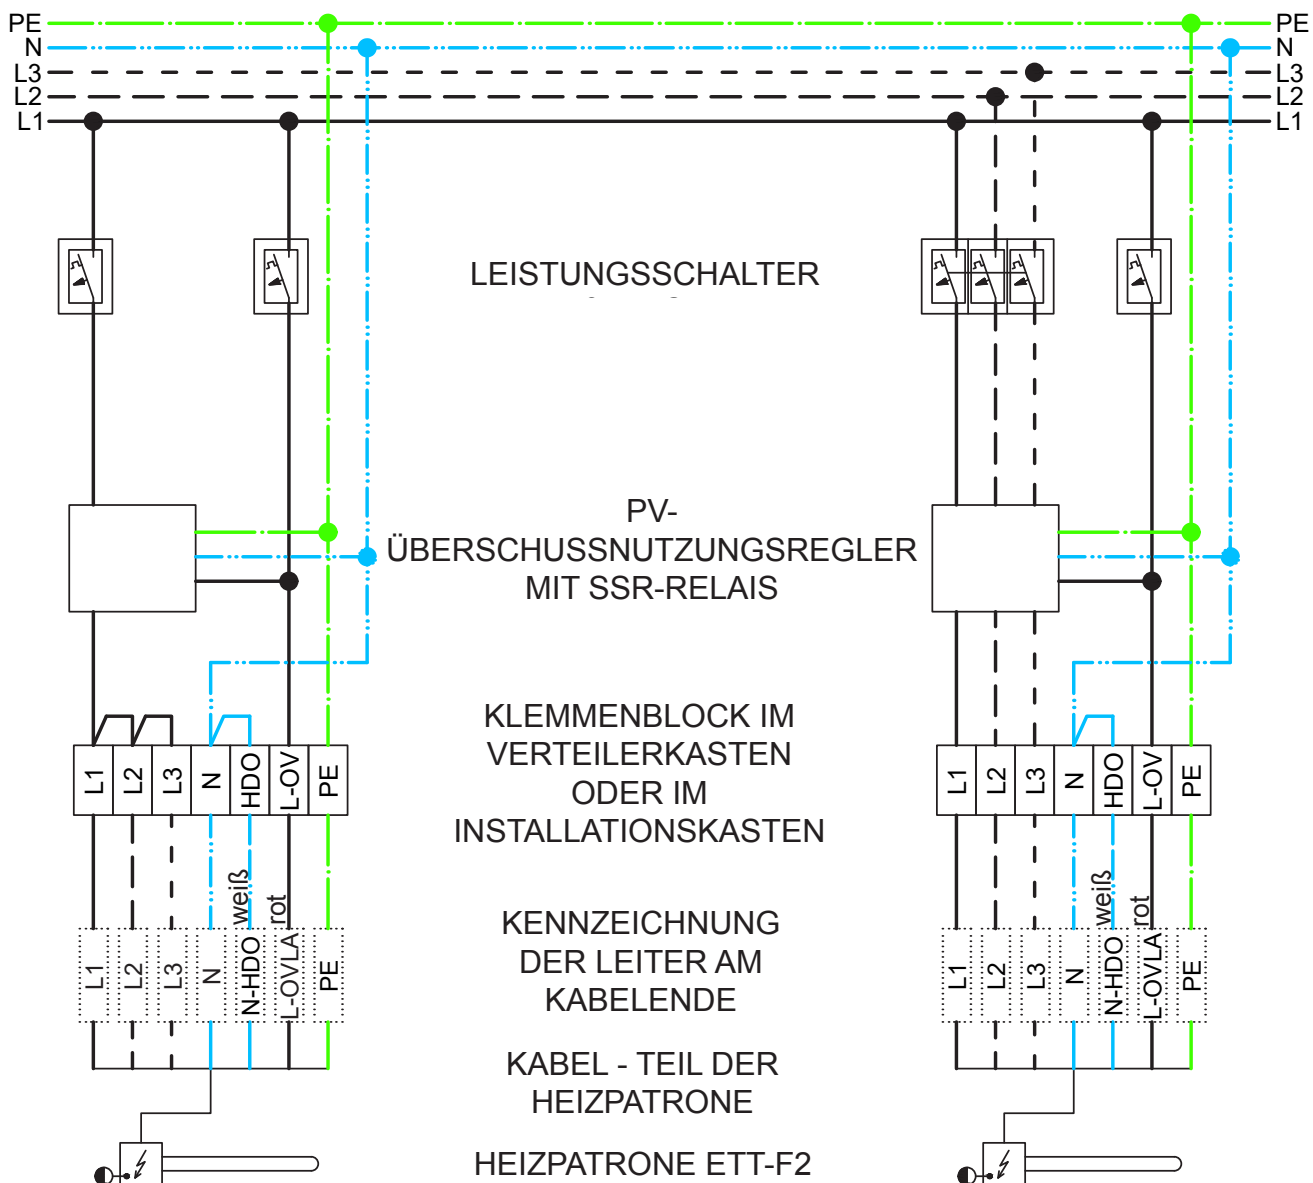 PE
N
L3
L2
L1
PE
N
L3
L2
L1
LEISTUNGSSCHALTER
PV-
ÜBERSCHUSSNUTZUNGSREGLER
MIT SSR-RELAIS
KLEMMENBLOCK IM
VERTEILERKASTEN
ODER IM
INSTALLATIONSKASTEN
L1 L2 L3 N HDO L-OV PE
L1 L2 L3 N HDO L-OV PE
weiß rot
weiß rot
KENNZEICHNUNG
DER LEITER AM
KABELENDE
L1 L2 L3 N N-HDO L-OVLA PE
L1 L2 L3 N N-HDO L-OVLA PE
KABEL - TEIL DER
HEIZPATRONE
HEIZPATRONE ETT-F2